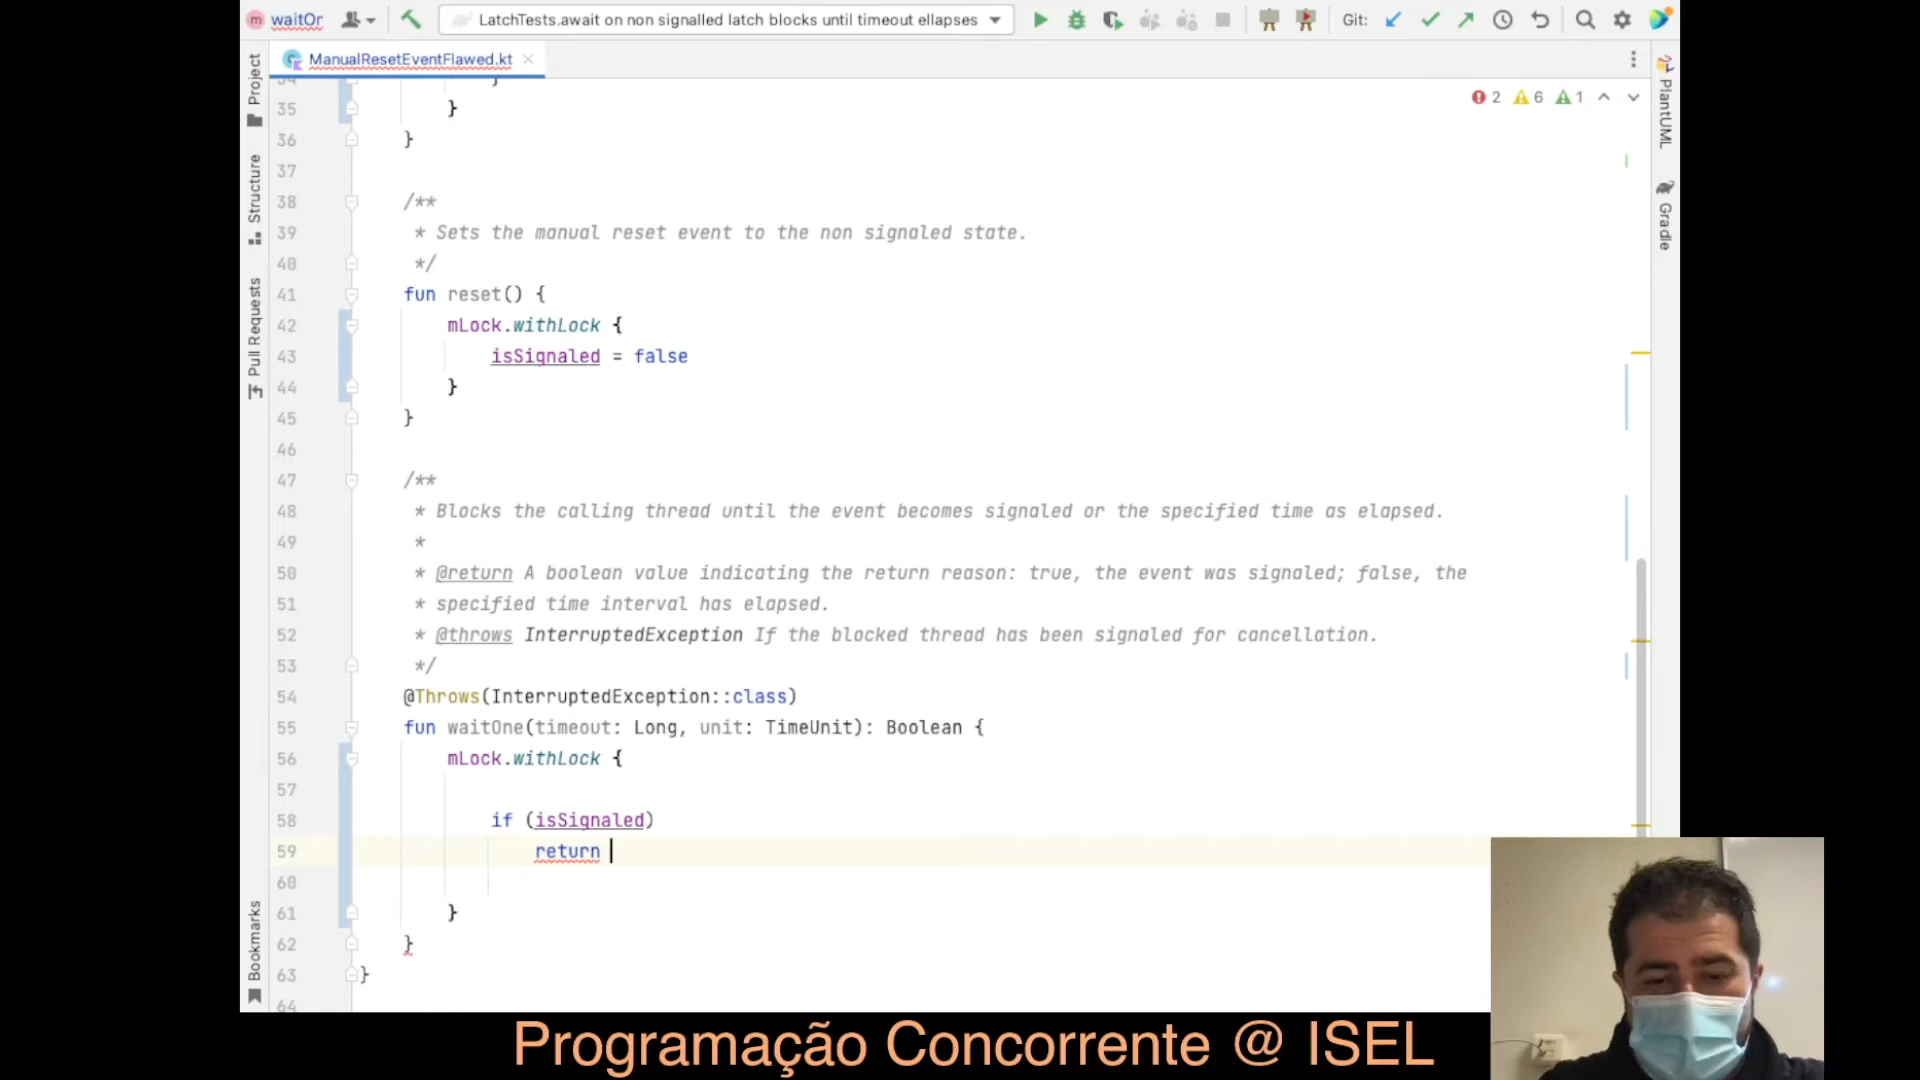 m waitOr
LatchTests.await on non signalled latch blocks until timeout ellapses
Git:
ManualResetEventFlawed.kt
2 6 1
Project
Structure
Pull Requests
Bookmarks
PlantUML
Gradle
34 }
35 }
36 }
37
38 /**
39 * Sets the manual reset event to the non signaled state.
40 */
41 fun reset() {
42 mLock.withLock {
43 isSignaled = false
44 }
45 }
46
47 /**
48 * Blocks the calling thread until the event becomes signaled or the specified time as elapsed.
49 *
50 * @return A boolean value indicating the return reason: true, the event was signaled; false, the
51 * specified time interval has elapsed.
52 * @throws InterruptedException If the blocked thread has been signaled for cancellation.
53 */
54 @Throws(InterruptedException::class)
55 fun waitOne(timeout: Long, unit: TimeUnit): Boolean {
56 mLock.withLock {
57
58 if (isSignaled)
59 return
60
61 }
62 }
63 }
64
Programação Concorrente @ ISEL